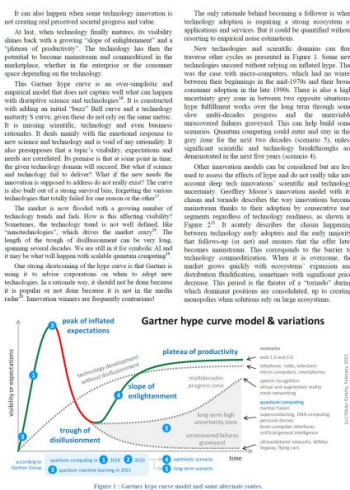 It can also happen when some technology innovation is
not creating real perceived societal progress and value.
At last, when technology finally matures, its visibility
shines back with a growing "slope of enlightenment" and a
"plateau of productivity". The technology has then the
potential to become mainstream and commoditized in the
marketplace, whether in the enterprise or the consumer
space depending on the technology.
This Gartner hype curve is an over-simplistic and
empirical model that does not capture well what can happen
with disruptive science and technologies
constructed with adding an initial "buzz" Bell curve and a technology
maturity S curve, given these do not rely on the same metric.
It is missing scientific, technology and even business
rationales. It deals mainly with the emotional response to
new science and technology and is void of any rationality. It
also presupposes that a topic's visibility, expectations and
needs are correlated. Its premise is that at some point in time,
the given technology domain will succeed. But what if science
and technology fail to deliver? What if the new needs the
innovation is supposed to address do not really exist? The curve
is also built out of a strong survival bias, forgetting the various
technologies that totally failed for one reason or the other
The market is now flooded with a growing number of
technology trends and fads. How is this affecting visibility?
Sometimes, the technology trend is not well defined, like
"nanotechnologies", which drives the market crazy
length of the trough of disillusionment can be very long,
spanning several decades. We are still in it for symbolic AI and
it may be what will happen with scalable quantum computing
One strong shortcoming of the hype curve is that Gartner is
using it to advise corporations on when to adopt new
technologies. In a rationale way, it should not be done because
it is popular or not done because it is not in the media
radar Innovation winners are frequently contrarians!
The only rationale behind becoming a follower is when
technology adoption is requiring a strong ecosystem of
applications and services. But it could be quantified without
resorting to empirical noise estimations.
New technologies and scientific domains can thus
traverse other cycles as presented in Figure 1. Some new
technologies succeed without relying on inflated hype. This
was the case with micro-computers, which had no winter
between their beginnings in the mid-1970s and their broad
consumer adoption in the late 1990s. There is also a high
uncertainty grey zone in between two opposite situations:
hype fulfillment works over the long term through some
slow multi-decades progress and the inevitable
unrecovered failures graveyard. This can help build some
scenarios. Quantum computing could enter and stay in the
grey zone for the next two decades (scenario 5), unless
significant scientific and technology breakthroughs are
demonstrated in the next five years (scenario 4).
Other innovation models can be considered but are less
used to assess the effects of hype and do not really take into
account deep tech innovations' scientific and technology
uncertainty. Geoffrey Moore's innovation model with its
chasm and tornado describes the way innovations become
mainstream thanks to their adoption by consecutive user
segments regardless of technology readiness, as shown in
Figure 2 It acutely describes the chasm happening
between technology early adopters and the early majority
that follows-up (or not) and ensures that the offer later
becomes mainstream. This corresponds to the barrier to
technology commoditization. When it is overcome, the
market grows quickly with ecosystems' expansion and
distribution fluidification, sometimes with significant price
decrease. This period is the theater of a "tornado" during
which dominant positions are consolidated, up to creating
monopolies when solutions rely on large ecosystems.
Gartner hype curve model & variations
peak of inflated
expectations
plateau of productivity
technology development
without disillusionment
slope of
enlightenment
trough of
disillusionment
multidecades
progress zone
long-term high
uncertainty zone
unrecovered failures
graveyard
visibility or expectations
time
examples
web 1.0 and 2.0
telephone, radio, television
micro-computers, smartphones
speech recognition
virtual and augmented reality
mesh networking
quantum computing
nuclear fusion
superconducting, DNA computing
personal drones
brain-computer interfaces
artificial general intelligence
ultrawideband networks, WiMax
Segway, flying cars
according to
Gartner Group
quantum computing in 1 2018 2 2020
3 quantum machine learning in 2021
4 optimistic scenario
5 long term scenario
(cc) Olivier Ezratty, February 2022
Figure 1 : Gartner hype curve model and some alternate routes.